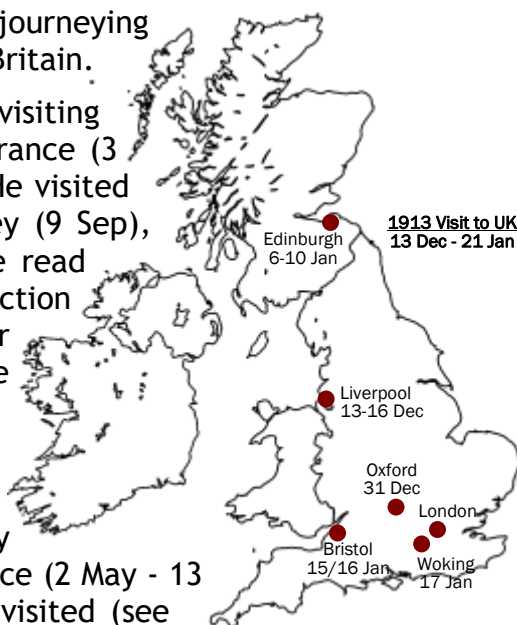 journeying
Britain.
visiting
rance (3
He visited
ey (9 Sep),
e read
ction
r
e
y
ce (2 May - 13
visited (see
1913 Visit to UK
13 Dec - 21 Jan
Edinburgh
6-10 Jan
Liverpool
13-16 Dec
Oxford
31 Dec
London
Bristol
15/16 Jan
Woking
17 Jan